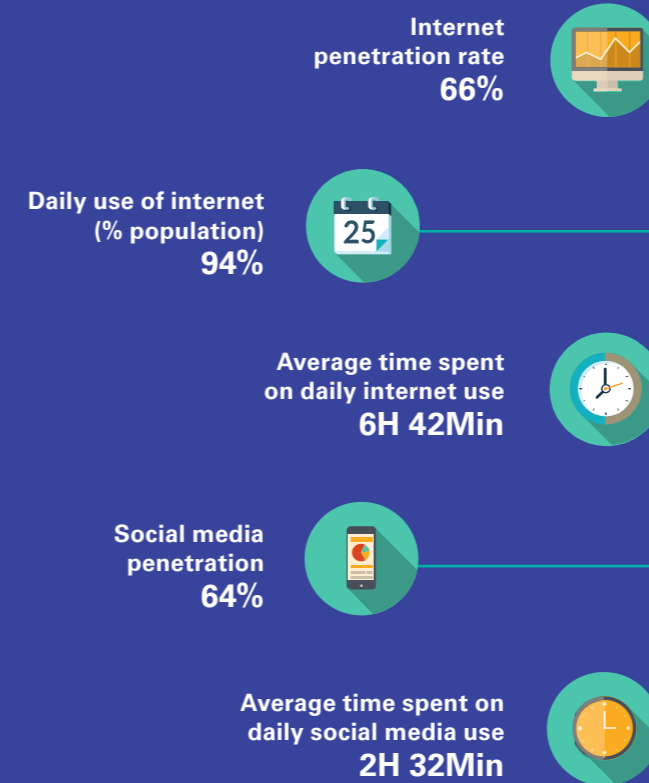 Internet
penetration rate
66%
Daily use of internet
(% population)
94%
25
Average time spent
on daily internet use
6H 42Min
Social media
penetration
64%
Average time spent on
daily social media use
2H 32Min